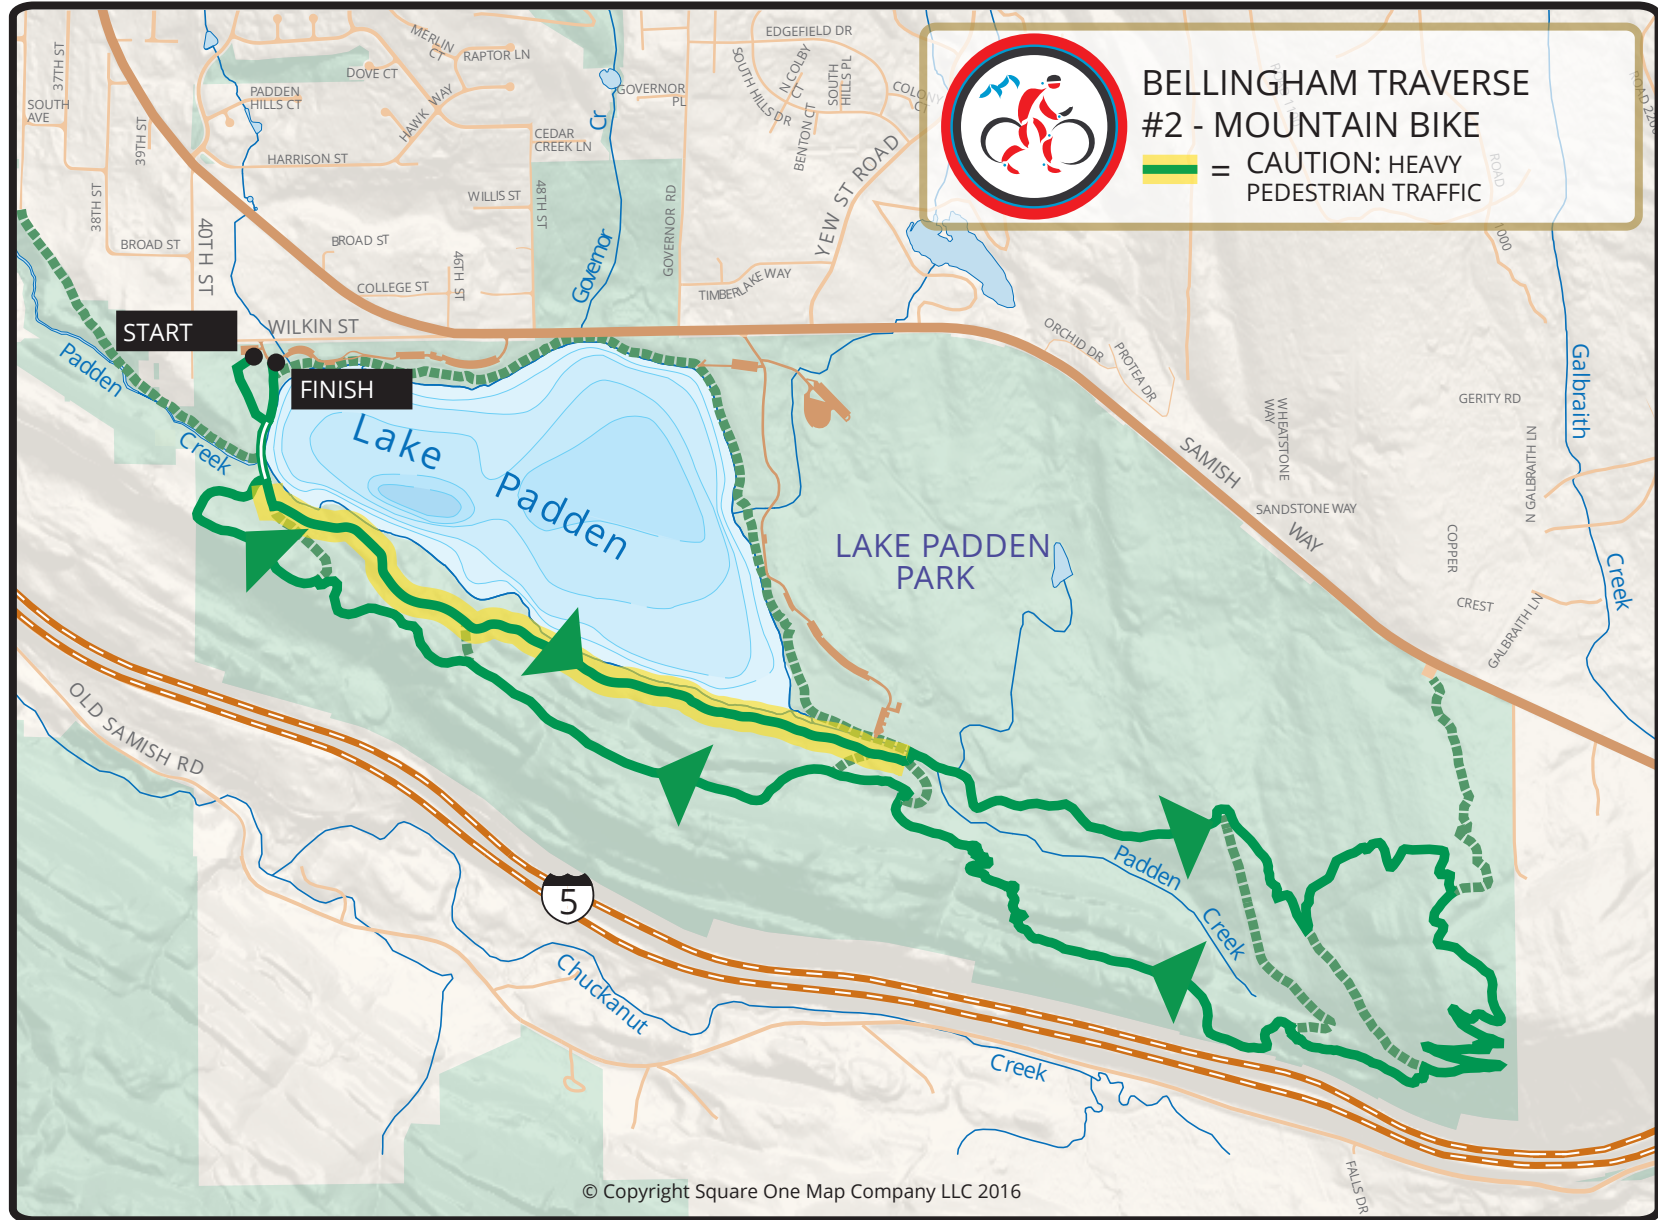 BELLINGHAM TRAVERSE
#2 - MOUNTAIN BIKE
= CAUTION: HEAVY
PEDESTRIAN TRAFFIC
MERLIN
CT
RAPTOR LN
DOVE CT
37TH ST
SOUTH
AVE
PADDEN
HILLS CT
HAWK WAY
39TH ST
HARRISON ST
CEDAR
CREEK LN
GOVERNOR
PL
Cr
Governor
EDGEFIELD DR
SOUTH HILLS DR
N COLBY
CT
SOUTH
HILLS PL
BENTON CT
COLONY
CT
YEW ST ROAD
38TH ST
WILLIS ST
48TH ST
GOVERNOR RD
BROAD ST
40TH ST
BROAD ST
46TH ST
COLLEGE ST
TIMBERLAKE WAY
ROAD
1000
WILKIN ST
START
FINISH
Padden
Creek
Lake
Padden
LAKE PADDEN
PARK
ORCHID DR
PROTEA DR
SAMISH
WAY
WHEATSTONE
WAY
SANDSTONE WAY
GERITY RD
N GALBRAITH LN
Galbraith
Creek
COPPER
CREST
GALBRAITH LN
OLD SAMISH RD
5
Padden
Creek
Chuckanut
Creek
FALLS DR
© Copyright Square One Map Company LLC 2016